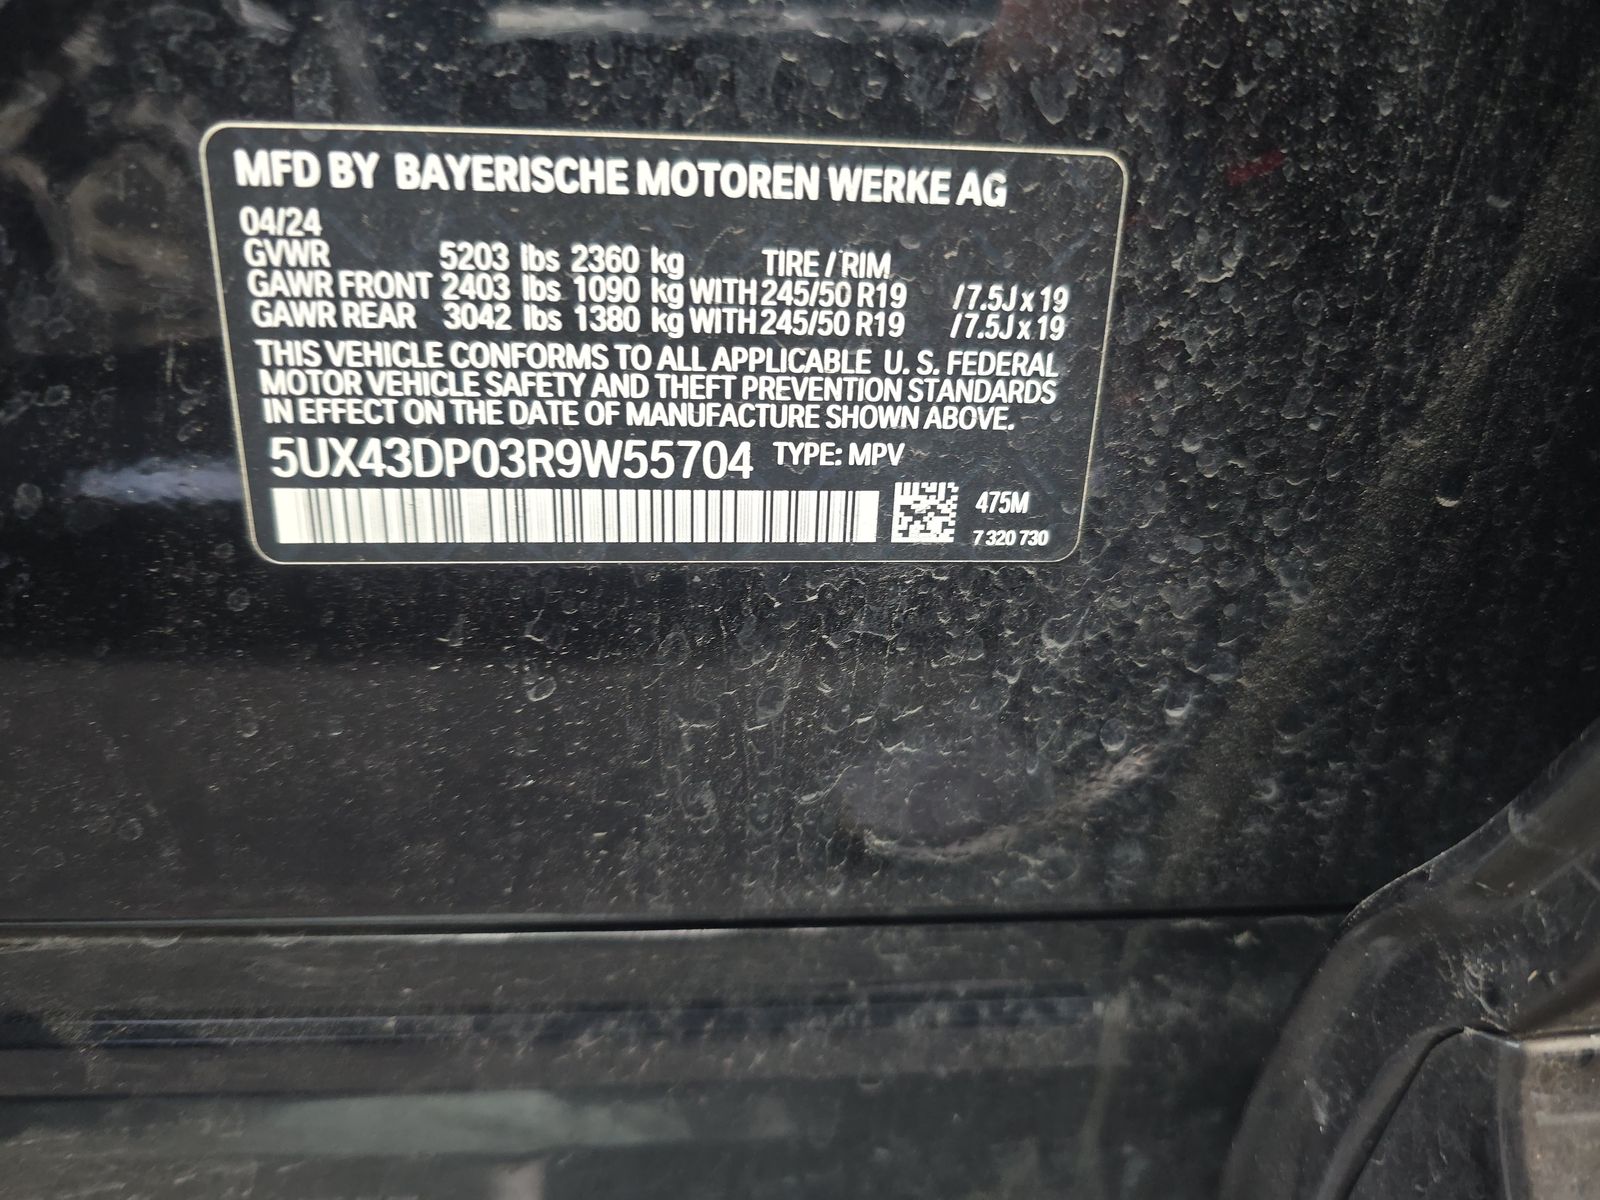 MFD BY BAYERISCHE MOTOREN WERKE AG
04/24
GVWR 5203 lbs 2360 kg TIRE / RIM
GAWR FRONT 2403 lbs 1090 kg WITH 245/50 R19 /7.5J x 19
GAWR REAR 3042 lbs 1380 kg WITH 245/50 R19 /7.5J x 19
THIS VEHICLE CONFORMS TO ALL APPLICABLE U. S. FEDERAL
MOTOR VEHICLE SAFETY AND THEFT PREVENTION STANDARDS
IN EFFECT ON THE DATE OF MANUFACTURE SHOWN ABOVE.
5UX43DP03R9W55704 TYPE: MPV
475M
7 320 730